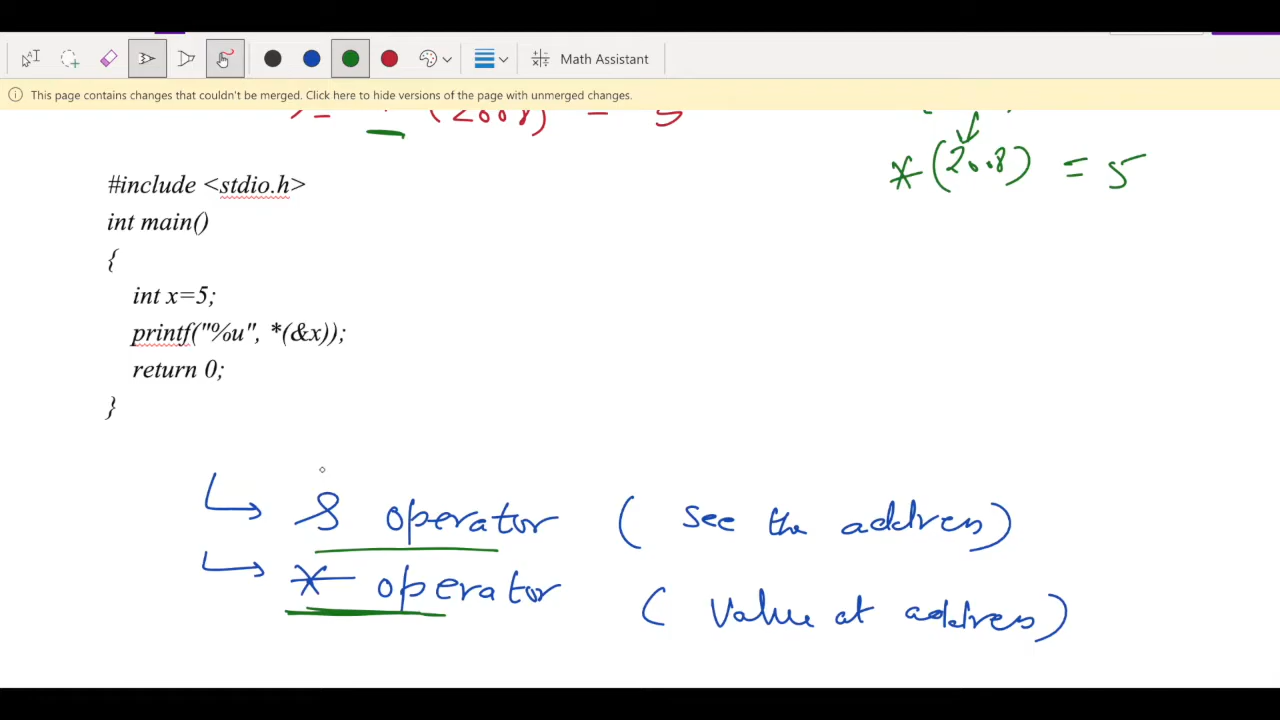 Math Assistant
This page contains changes that couldn't be merged. Click here to hide versions of the page with unmerged changes.
(2008) = 5
*(2008) = 5
#include <stdio.h>
int main()
{
int x=5;
printf("%u", *(&x));
return 0;
}
& operator (see the address)
* operator (value at address)